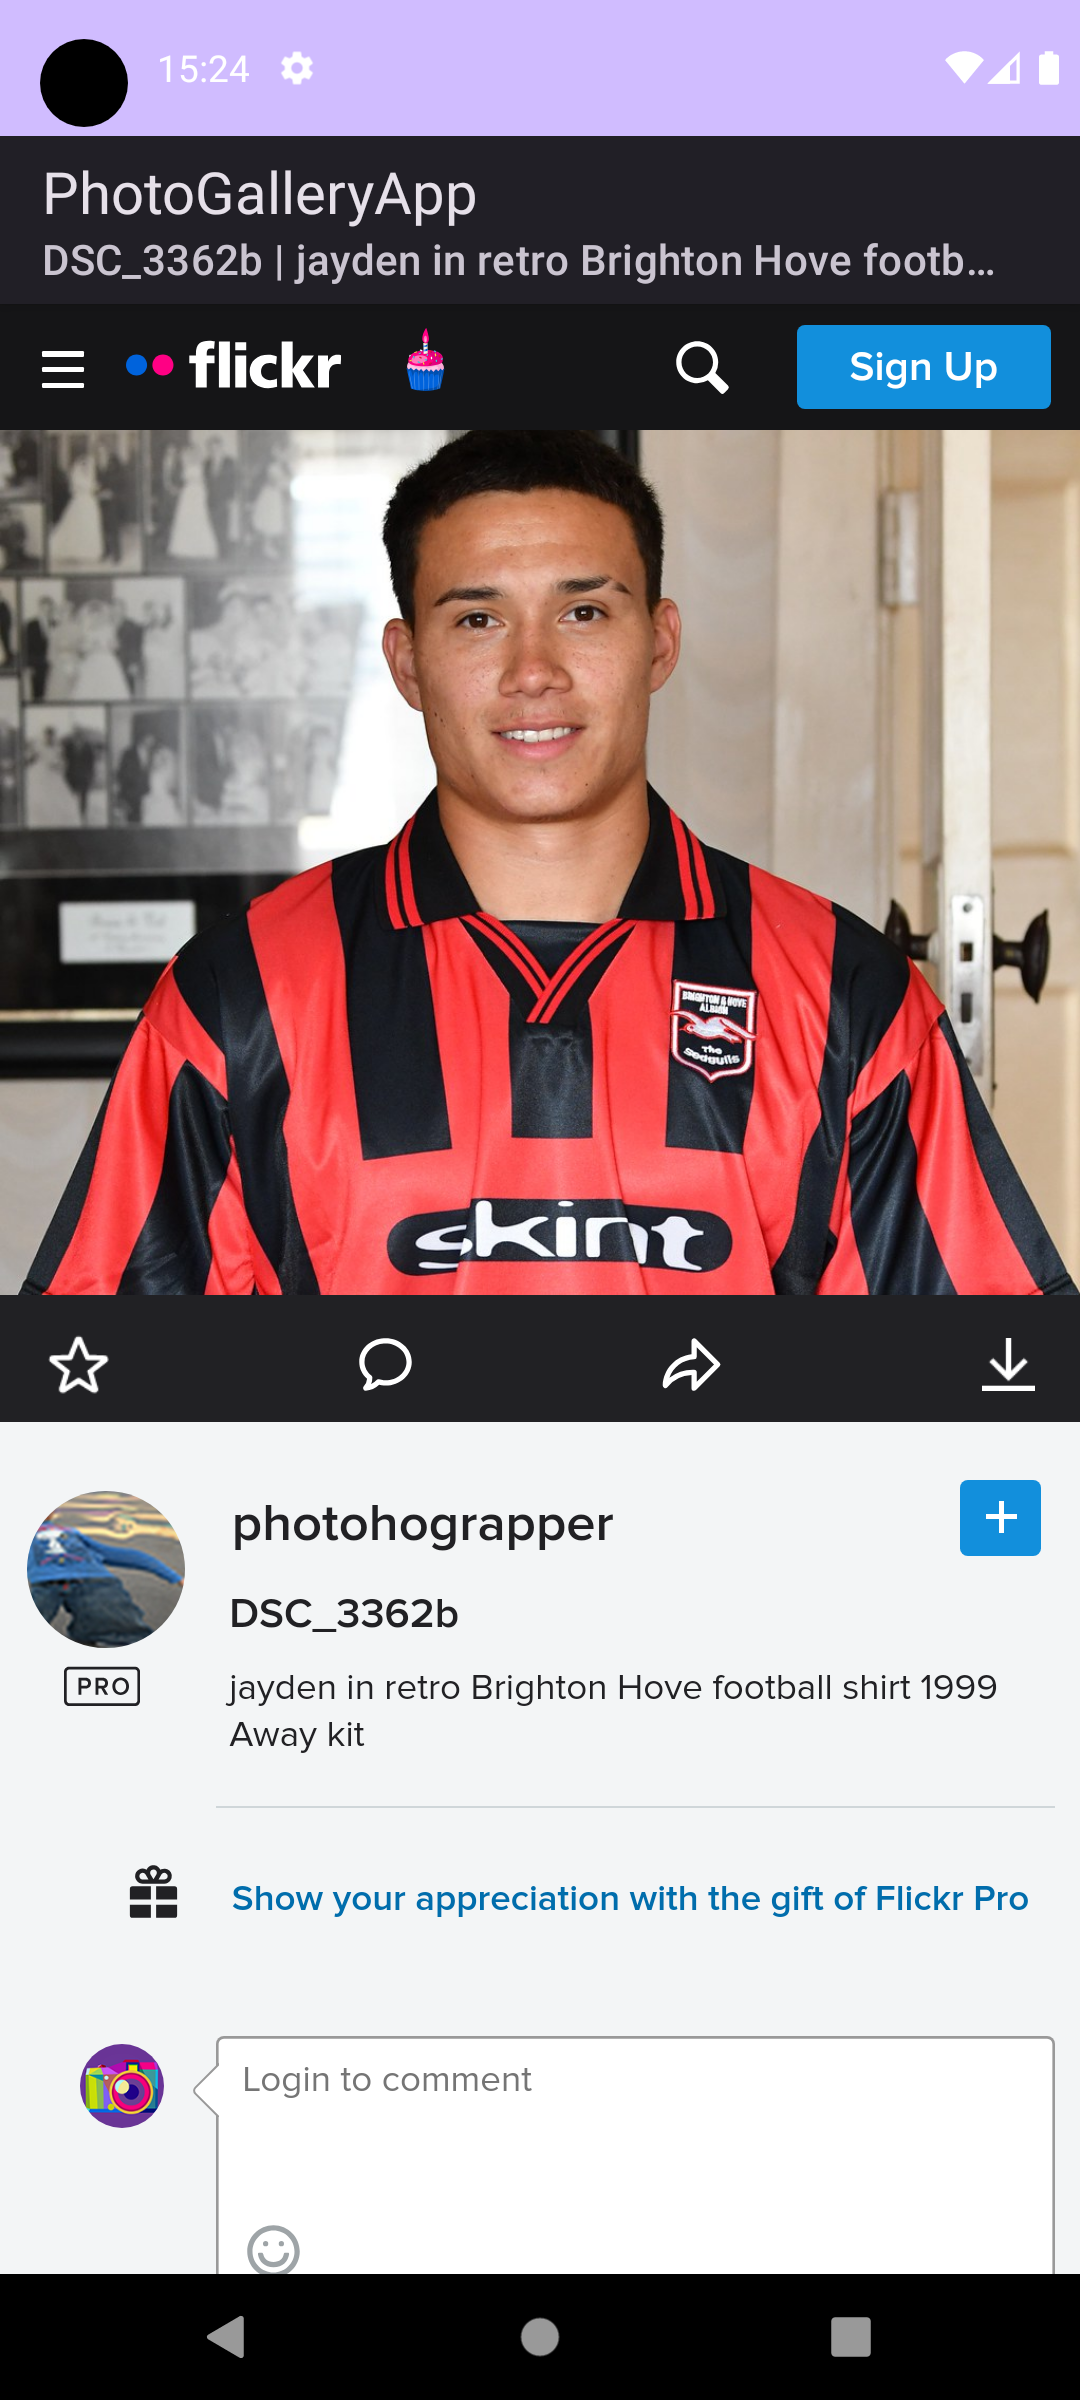 15:24
PhotoGalleryApp
DSC_3362b | jayden in retro Brighton Hove footb...
flickr
Sign Up
BRIGHTON & HOVE
ALBION
The
Seagulls
skint
photohograpper
DSC_3362b
PRO
jayden in retro Brighton Hove football shirt 1999
Away kit
Show your appreciation with the gift of Flickr Pro
Login to comment